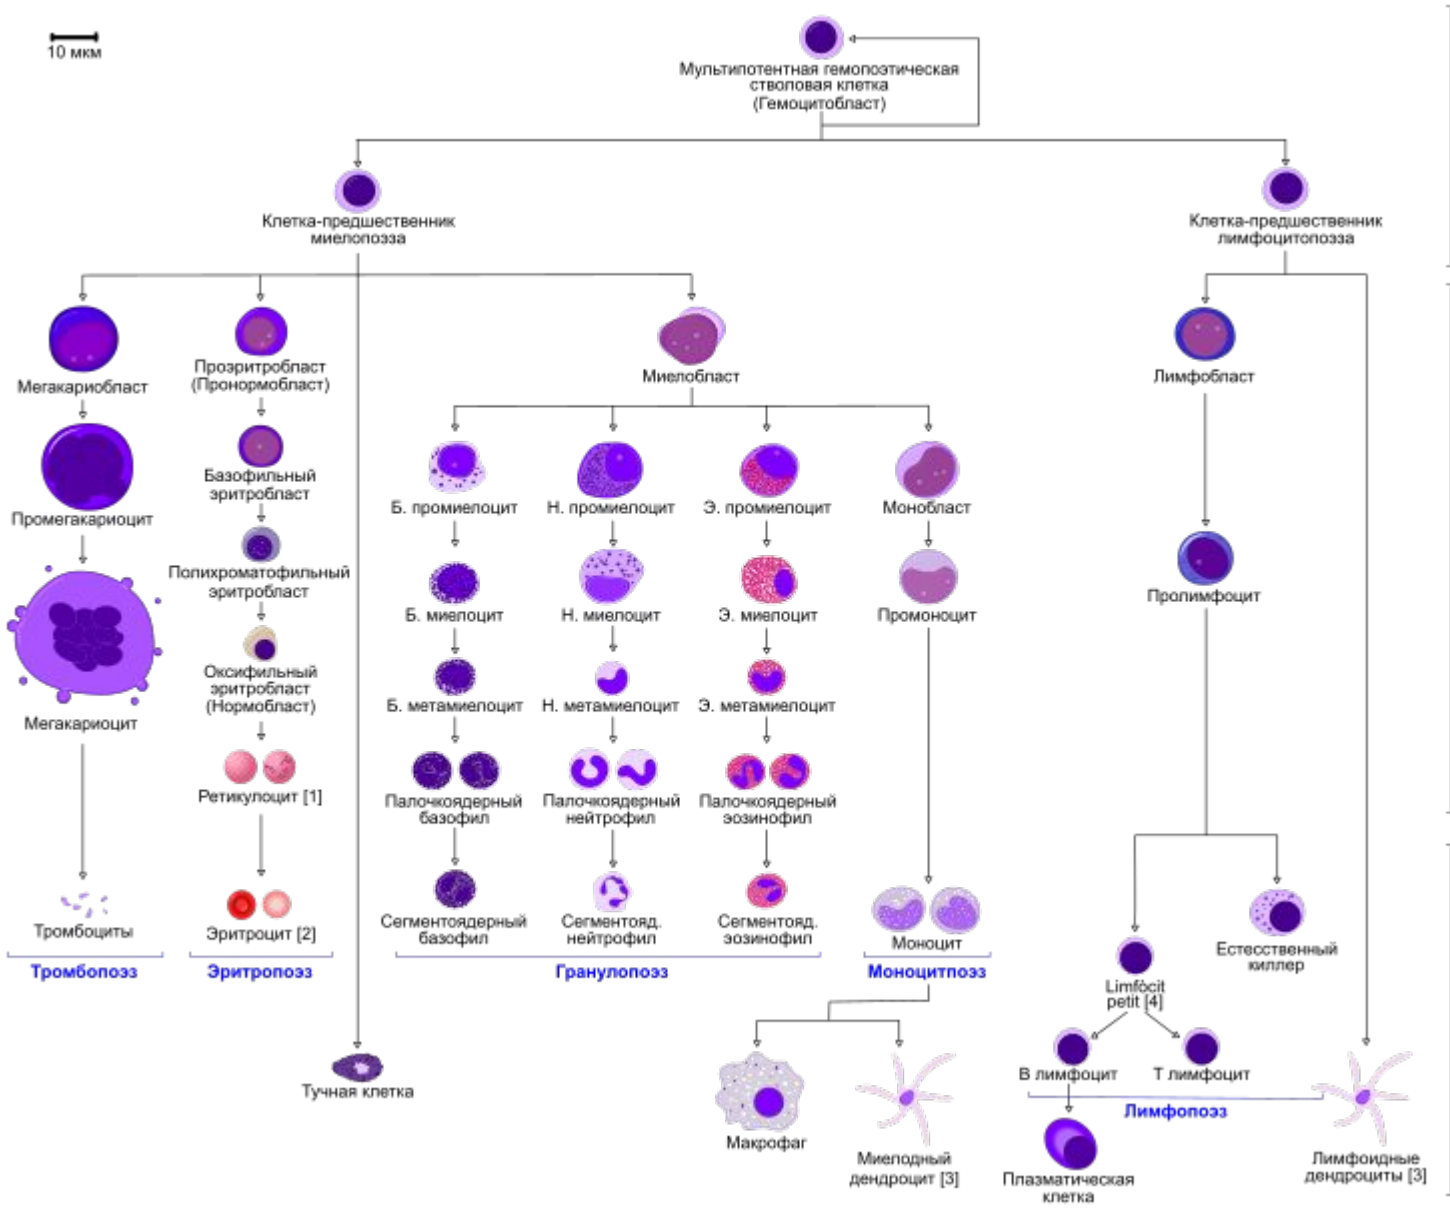 10 мкм
Мультипотентная гемопоэтическая
стволовая клетка
(Гемоцитобласт)
Клетка-предшественник
миелопоэза
Клетка-предшественник
лимфоцитопоэза
Мегакариобласт
Проэритробласт
(Пронормобласт)
Миелобласт
Лимфобласт
Промегакариоцит
Базофильный
эритробласт
Б. промиелоцит
Н. промиелоцит
Э. промиелоцит
Монобласт
Полихроматофильный
эритробласт
Б. миелоцит
Н. миелоцит
Э. миелоцит
Промоноцит
Пролимфоцит
Мегакариоцит
Оксифильный
эритробласт
(Нормобласт)
Б. метамиелоцит
Н. метамиелоцит
Э. метамиелоцит
Ретикулоцит [1]
Палочкоядерный
базофил
Палочкоядерный
нейтрофил
Палочкоядерный
эозинофил
Тромбоциты
Эритроцит [2]
Сегментоядерный
базофил
Сегментояд.
нейтрофил
Сегментояд.
эозинофил
Моноцит
Естесственный
киллер
Тромбопоэз
Эритропоэз
Гранулопоэз
Моноцитпоэз
Limfòcit
petit [4]
В лимфоцит
Т лимфоцит
Лимфопоэз
Тучная клетка
Макрофаг
Миелодный
дендроцит [3]
Плазматическая
клетка
Лимфоидные
дендроциты [3]